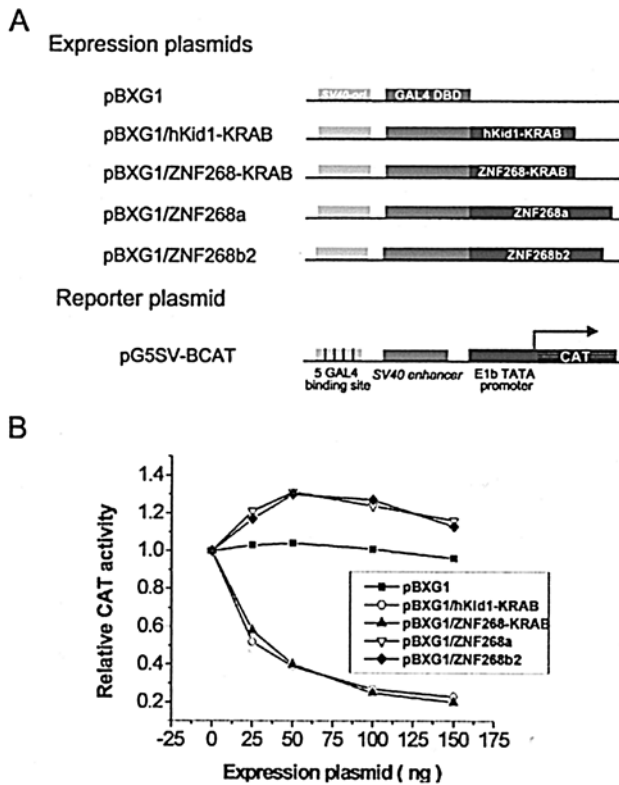 A
Expression plasmids
pBXG1
SV40-ori
GAL4 DBD
pBXG1/hKid1-KRAB
hKid1-KRAB
pBXG1/ZNF268-KRAB
ZNF268-KRAB
pBXG1/ZNF268a
ZNF268a
pBXG1/ZNF268b2
ZNF268b2
Reporter plasmid
pG5SV-BCAT
CAT
5 GAL4
binding site
SV40 enhancer
E1b TATA
promoter
B
Relative CAT activity
1.4
1.2
1.0
0.8
0.6
0.4
0.2
pBXG1
pBXG1/hKid1-KRAB
pBXG1/ZNF268-KRAB
pBXG1/ZNF268a
pBXG1/ZNF268b2
-25 0 25 50 75 100 125 150 175
Expression plasmid ( ng )